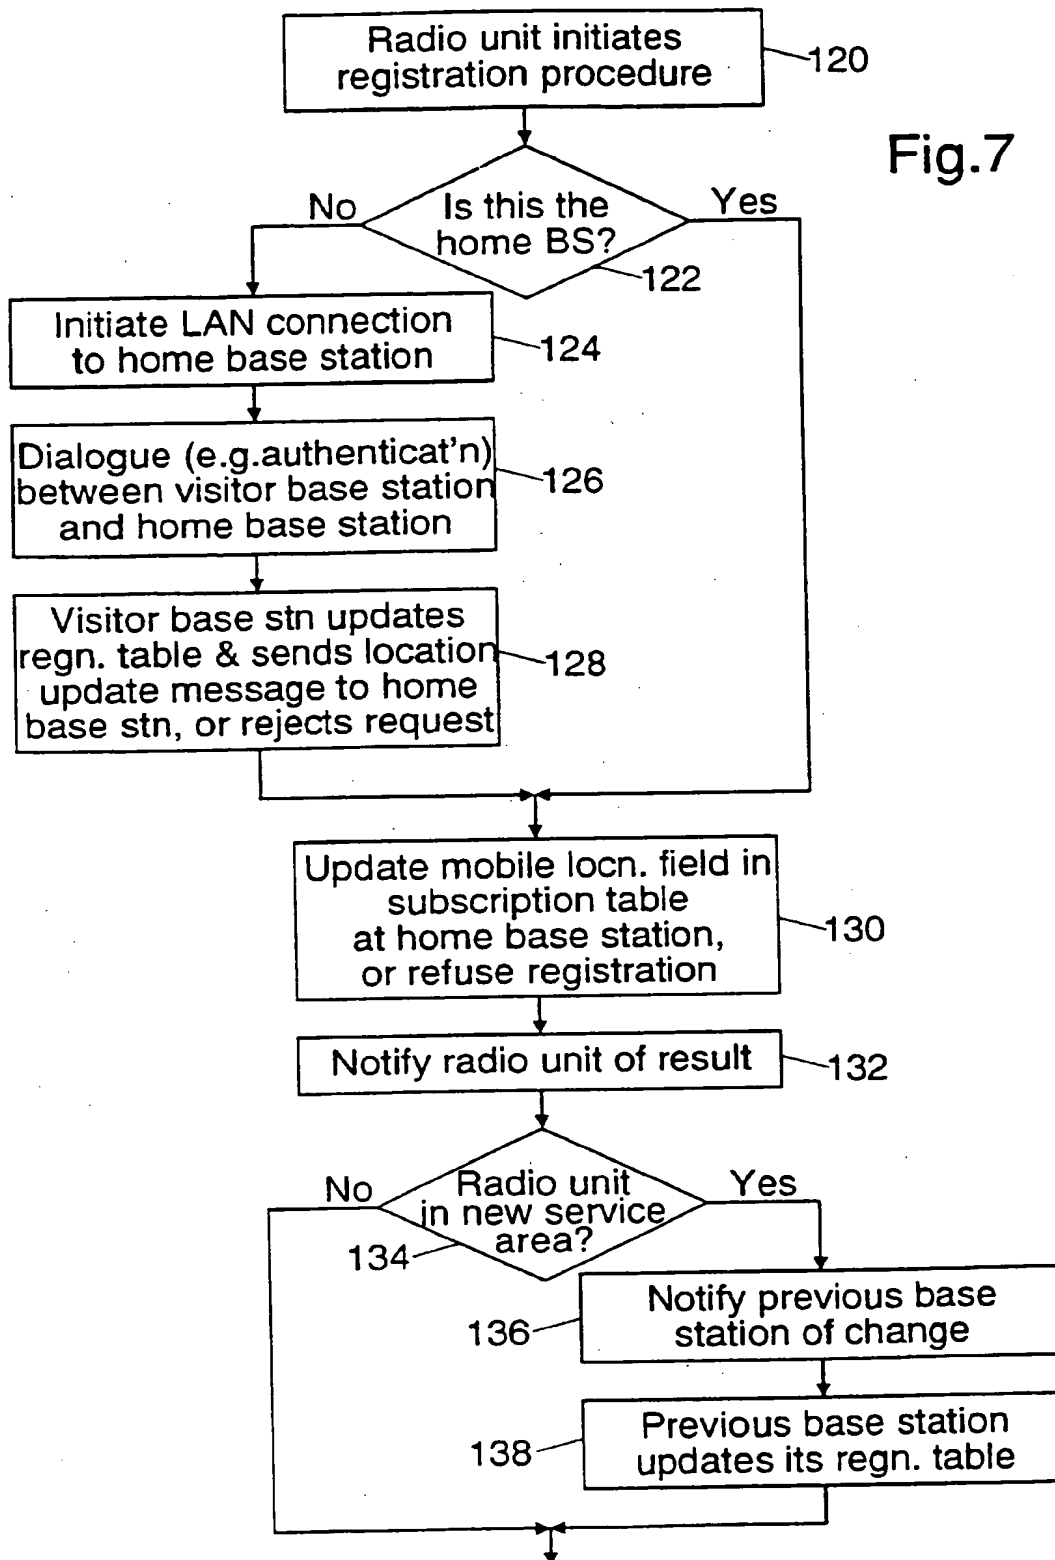 Radio unit initiates
registration procedure
120
Fig.7
Is this the
home BS?
No
Yes
122
Initiate LAN connection
to home base station
124
Dialogue (e.g.authenticat'n)
between visitor base station
and home base station
126
Visitor base stn updates
regn. table & sends location
update message to home
base stn, or rejects request
128
Update mobile locn. field in
subscription table
at home base station,
or refuse registration
130
Notify radio unit of result
132
Radio unit
in new service
area?
No
Yes
134
Notify previous base
station of change
136
Previous base station
updates its regn. table
138